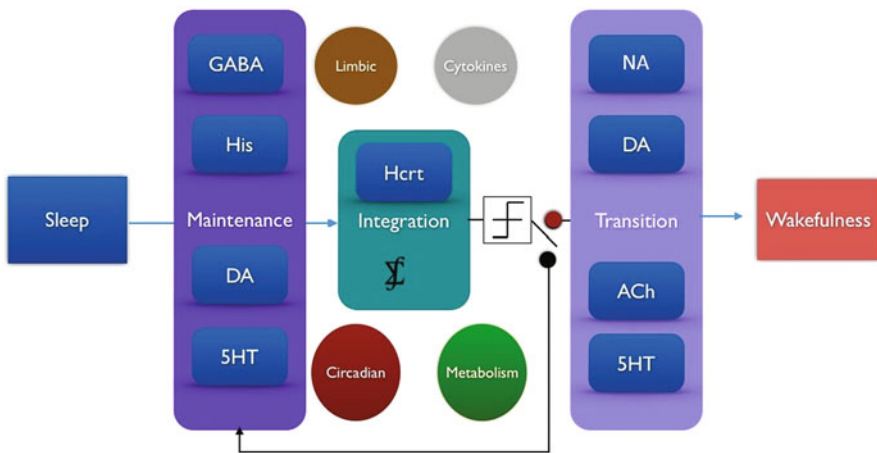 Sleep
GABA
His
Maintenance
DA
5HT
Limbic
Cytokines
Hcrt
Integration
Circadian
Metabolism
NA
DA
Transition
ACh
5HT
Wakefulness